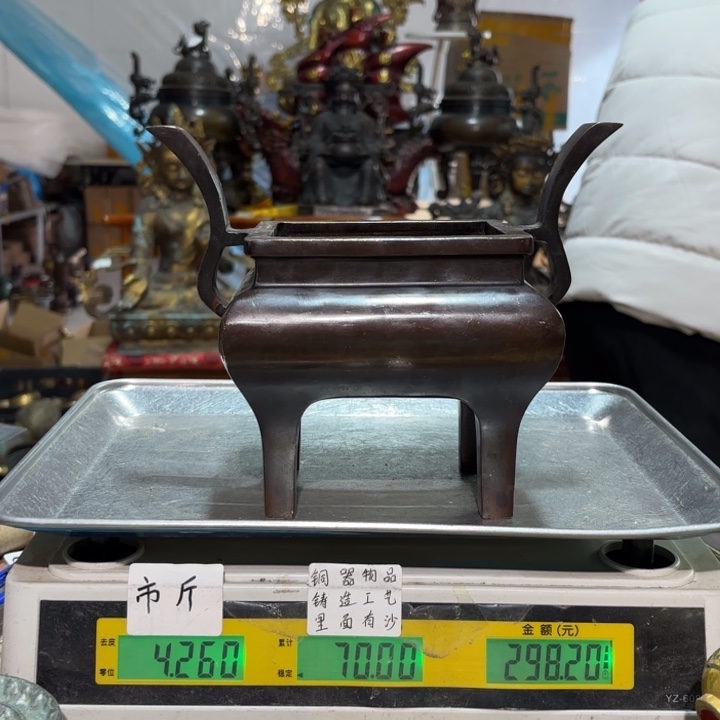 市斤
铜器物品
铸造工艺
里面有沙
金额(元)
去皮
4.260
零位
累计
70.00
稳定
298.20